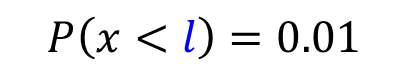 P(x < l) = 0.01